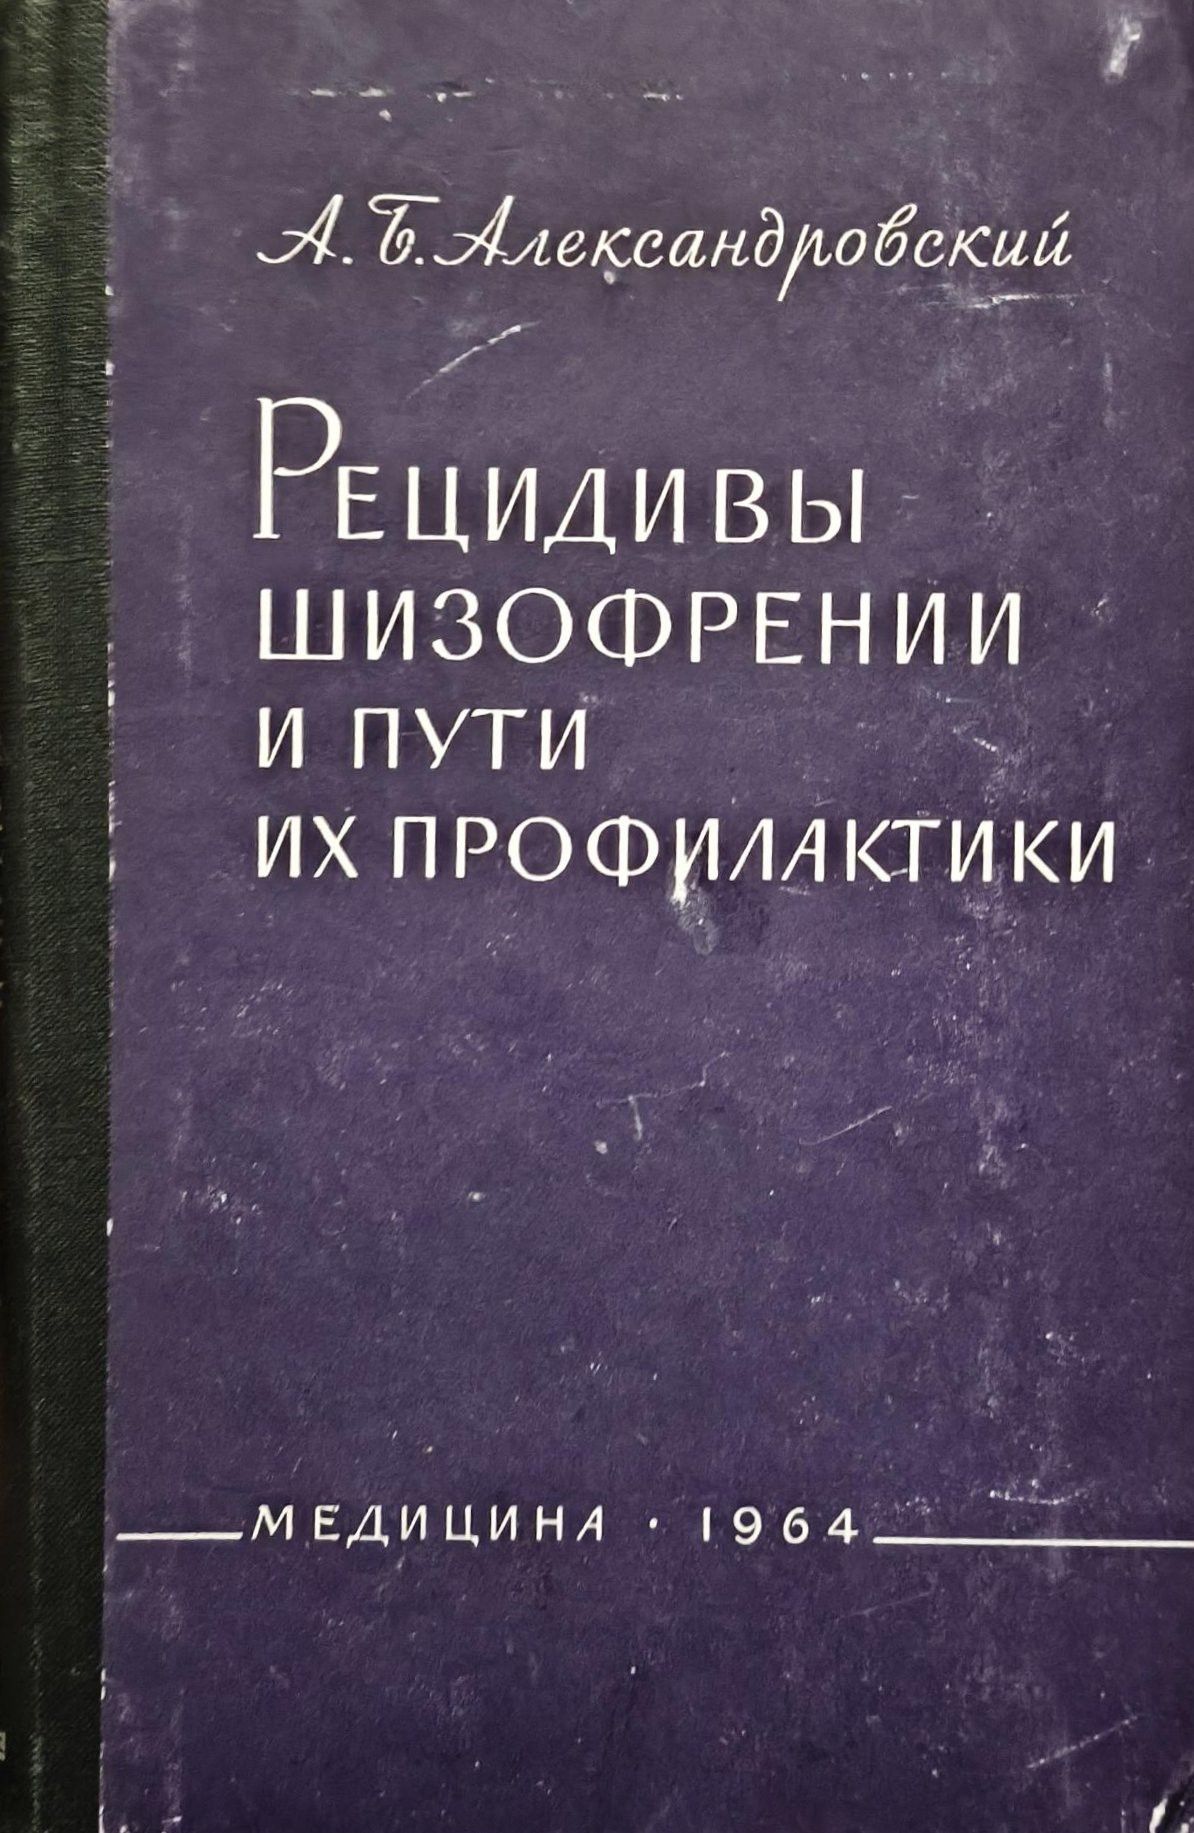 А. Б. Александровский
Рецидивы
шизофрении
и пути
их профилактики
МЕДИЦИНА · 1964